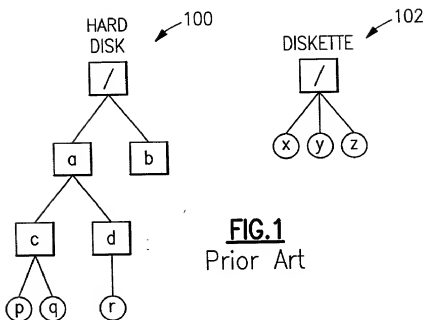 HARD
DISK
100
/
a
b
c
d
p
q
r
DISKETTE
102
/
x
y
z
FIG.1
Prior Art